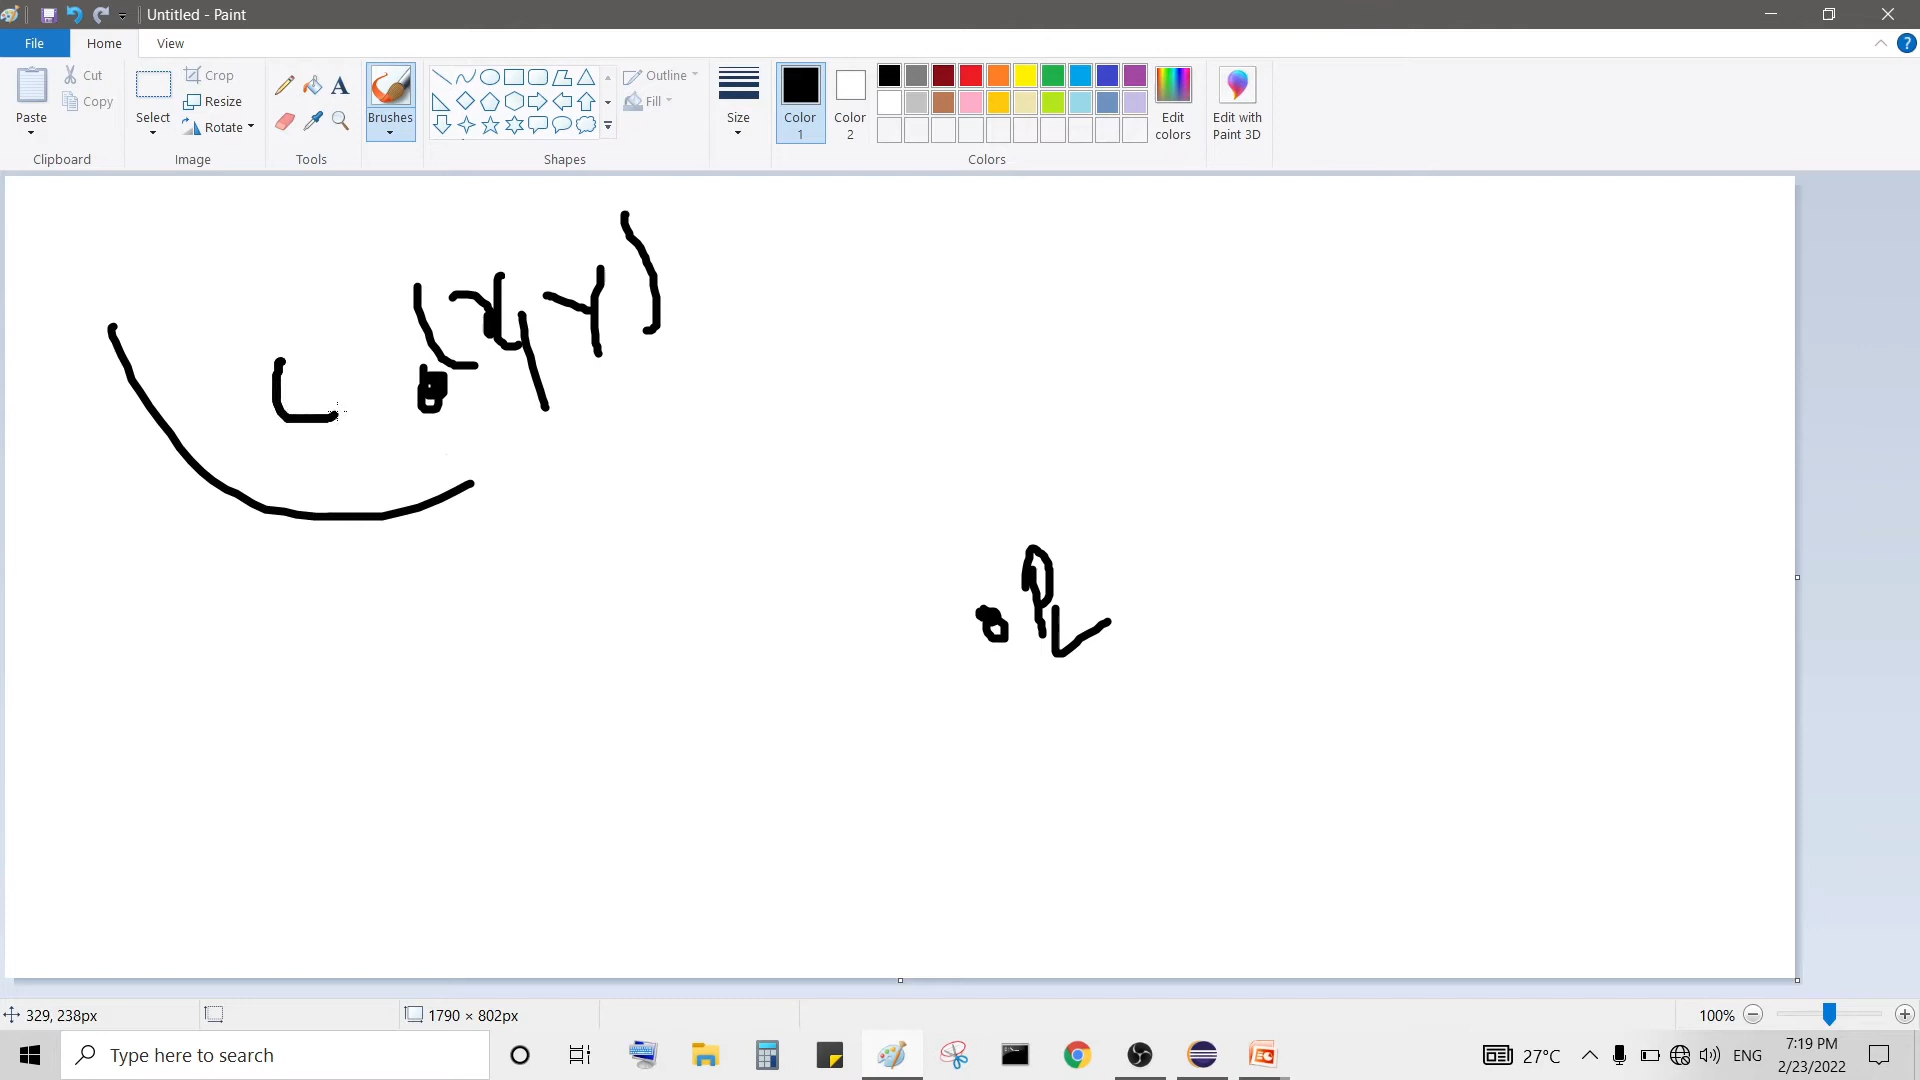 Untitled - Paint
File Home View
Paste
Cut
Copy
Clipboard
Select
Crop
Resize
Rotate
Image
Tools
Brushes
Outline
Fill
Shapes
Size
Color 1
Color 2
Edit colors
Colors
Edit with Paint 3D
(x, y)
P
329, 238px
1790 × 802px
100%
Type here to search
27°C
ENG
7:19 PM
2/23/2022